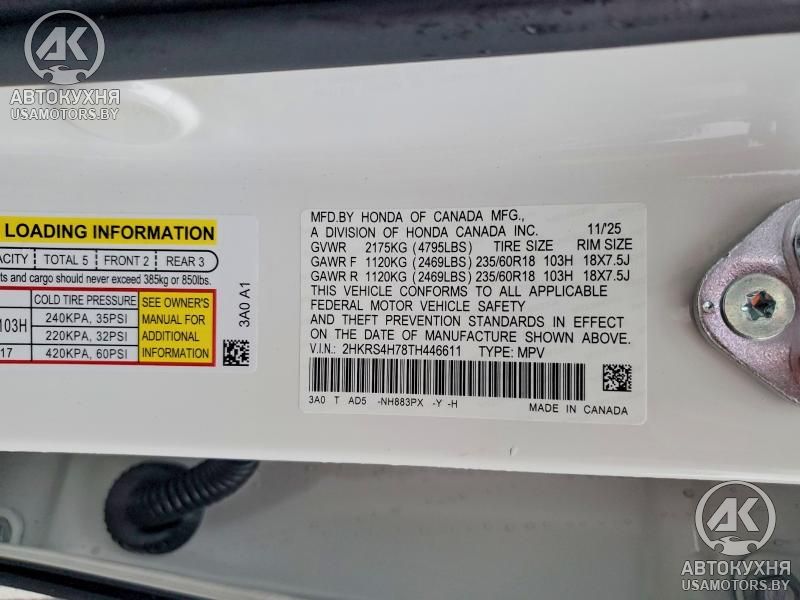 АК
АВТОКУХНЯ
USAMOTORS.BY
LOADING INFORMATION
TOTAL 5 FRONT 2 REAR 3
and cargo should never exceed 385kg or 850lbs.
COLD TIRE PRESSURE
240KPA, 35PSI
220KPA, 32PSI
420KPA, 60PSI
103H
17
SEE OWNER'S
MANUAL FOR
ADDITIONAL
INFORMATION
3A0 A1
MFD.BY HONDA OF CANADA MFG.,
A DIVISION OF HONDA CANADA INC. 11/'25
GVWR 2175KG (4795LBS) TIRE SIZE RIM SIZE
GAWR F 1120KG (2469LBS) 235/60R18 103H 18X7.5J
GAWR R 1120KG (2469LBS) 235/60R18 103H 18X7.5J
THIS VEHICLE CONFORMS TO ALL APPLICABLE
FEDERAL MOTOR VEHICLE SAFETY
AND THEFT PREVENTION STANDARDS IN EFFECT
ON THE DATE OF MANUFACTURE SHOWN ABOVE.
V.I.N.: 2HKRS4H78TH446611 TYPE: MPV
3A0 T AD5 -NH883PX -Y -H MADE IN CANADA
АК
АВТОКУХНЯ
USAMOTORS.BY